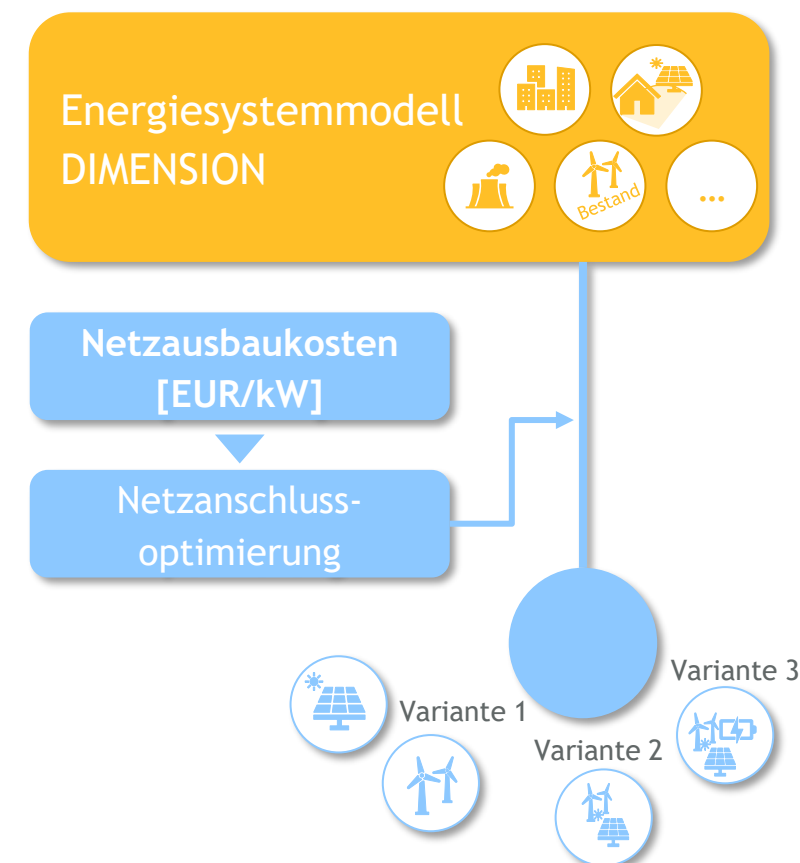 Energiesystemmodell
DIMENSION
Bestand
...
Netzausbaukosten
[EUR/kW]
Netzanschluss-
optimierung
Variante 3
Variante 1
Variante 2